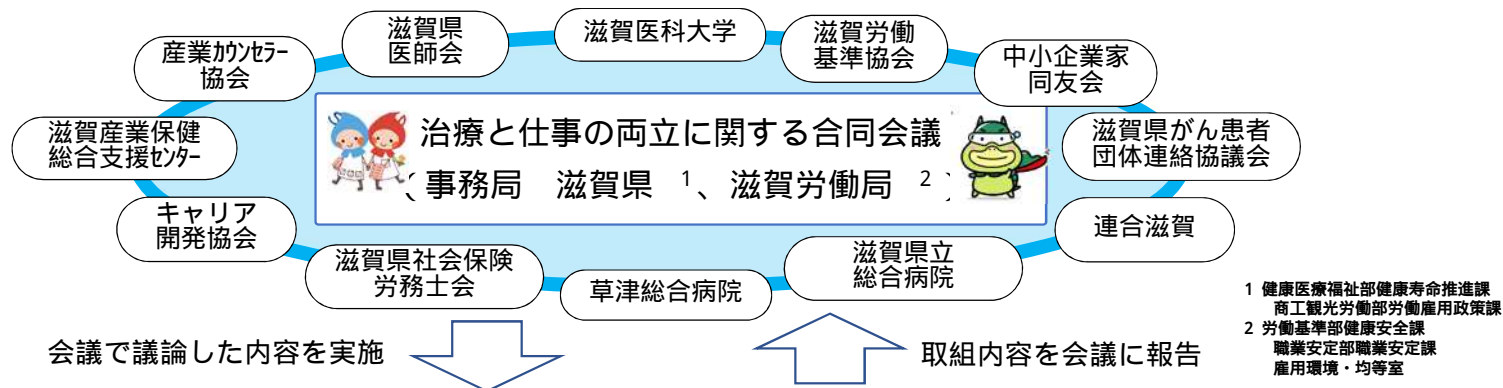 滋賀県
医師会
滋賀医科大学
滋賀労働
基準協会
産業ｶｳﾝｾﾗｰ
協会
中小企業家
同友会
滋賀産業保健
総合支援ｾﾝﾀｰ
治療と仕事の両立に関する合同会議
（事務局　滋賀県 1、滋賀労働局 2）
滋賀県がん患者
団体連絡協議会
キャリア
開発協会
連合滋賀
滋賀県社会保険
労務士会
草津総合病院
滋賀県立
総合病院
1 健康医療福祉部健康寿命推進課
商工観光労働部労働雇用政策課
2 労働基準部健康安全課
職業安定部職業安定課
雇用環境・均等室
会議で議論した内容を実施
取組内容を会議に報告